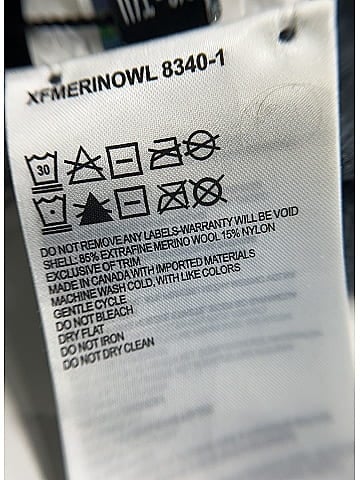 XFMERINOWL 8340-1
30
DO NOT REMOVE ANY LABELS-WARRANTY WILL BE VOID
SHELL: 85% EXTRAFINE MERINO WOOL 15% NYLON
EXCLUSIVE OF TRIM
MADE IN CANADA WITH IMPORTED MATERIALS
MACHINE WASH COLD, WITH LIKE COLORS
GENTLE CYCLE
DO NOT BLEACH
DRY FLAT
DO NOT IRON
DO NOT DRY CLEAN